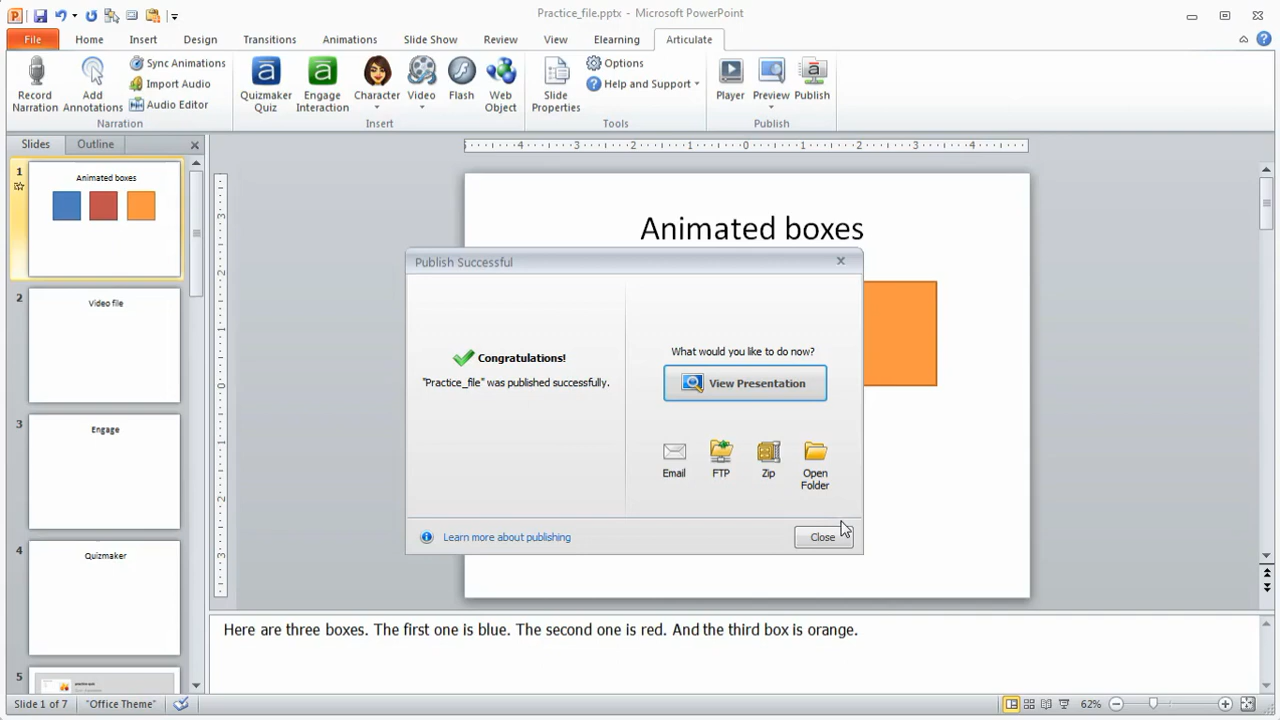 Practice_file.pptx - Microsoft PowerPoint
File Home Insert Design Transitions Animations Slide Show Review View Elearning Articulate
Record Narration
Add Annotations
Sync Animations
Import Audio
Audio Editor
Narration
Quizmaker Quiz
Engage Interaction
Character
Video
Flash
Web Object
Insert
Slide Properties
Options
Help and Support
Tools
Player
Preview
Publish
Publish
Slides Outline
1
Animated boxes
2
Video file
3
Engage
4
Quizmaker
5
Animated boxes
Publish Successful
Congratulations!
"Practice_file" was published successfully.
What would you like to do now?
View Presentation
Email
FTP
Zip
Open Folder
Learn more about publishing
Close
Here are three boxes. The first one is blue. The second one is red. And the third box is orange.
Slide 1 of 7 "Office Theme" 62%